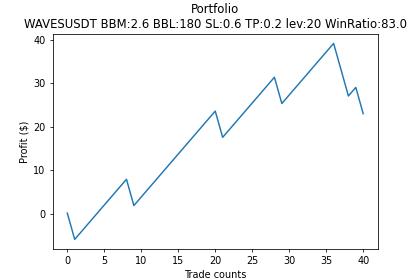 Portfolio
WAVESUSDT BBM:2.6 BBL:180 SL:0.6 TP:0.2 lev:20 WinRatio:83.0
40
30
20
10
0
Profit ($)
0 5 10 15 20 25 30 35 40
Trade counts